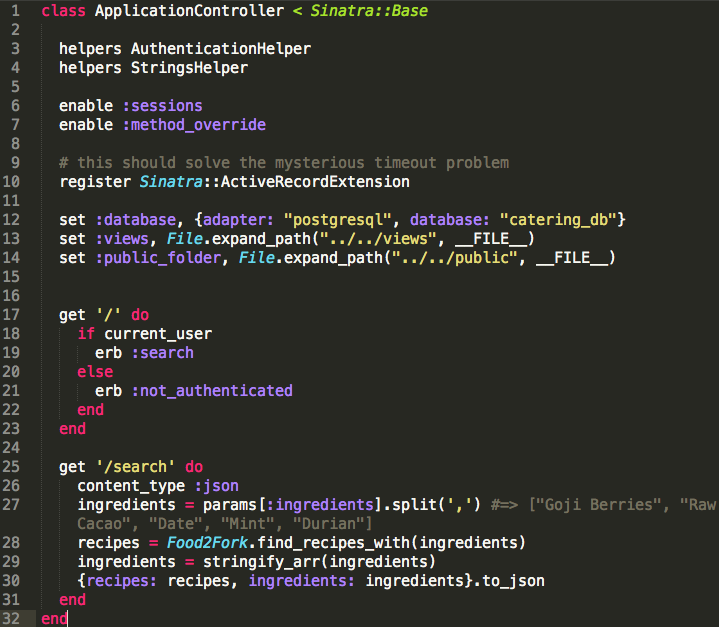 1 class ApplicationController < Sinatra::Base
2
3 helpers AuthenticationHelper
4 helpers StringsHelper
5
6 enable :sessions
7 enable :method_override
8
9 # this should solve the mysterious timeout problem
10 register Sinatra::ActiveRecordExtension
11
12 set :database, {adapter: "postgresql", database: "catering_db"}
13 set :views, File.expand_path("../../views", __FILE__)
14 set :public_folder, File.expand_path("../../public", __FILE__)
15
16
17 get '/' do
18 if current_user
19 erb :search
20 else
21 erb :not_authenticated
22 end
23 end
24
25 get '/search' do
26 content_type :json
27 ingredients = params[:ingredients].split(',') #=> ["Goji Berries", "Raw
Cacao", "Date", "Mint", "Durian"]
28 recipes = Food2Fork.find_recipes_with(ingredients)
29 ingredients = stringify_arr(ingredients)
30 {recipes: recipes, ingredients: ingredients}.to_json
31 end
32 end